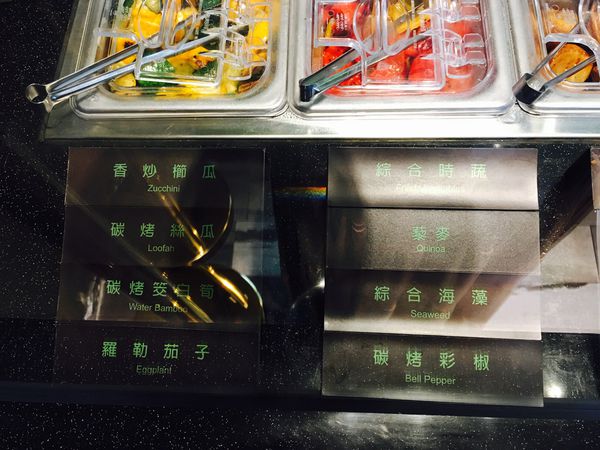 香炒櫛瓜
Zucchini
碳烤絲瓜
Loofah
碳烤筊白筍
Water Bamboo
羅勒茄子
Eggplant
綜合時蔬
藜麥
Quinoa
綜合海藻
Seaweed
碳烤彩椒
Bell Pepper